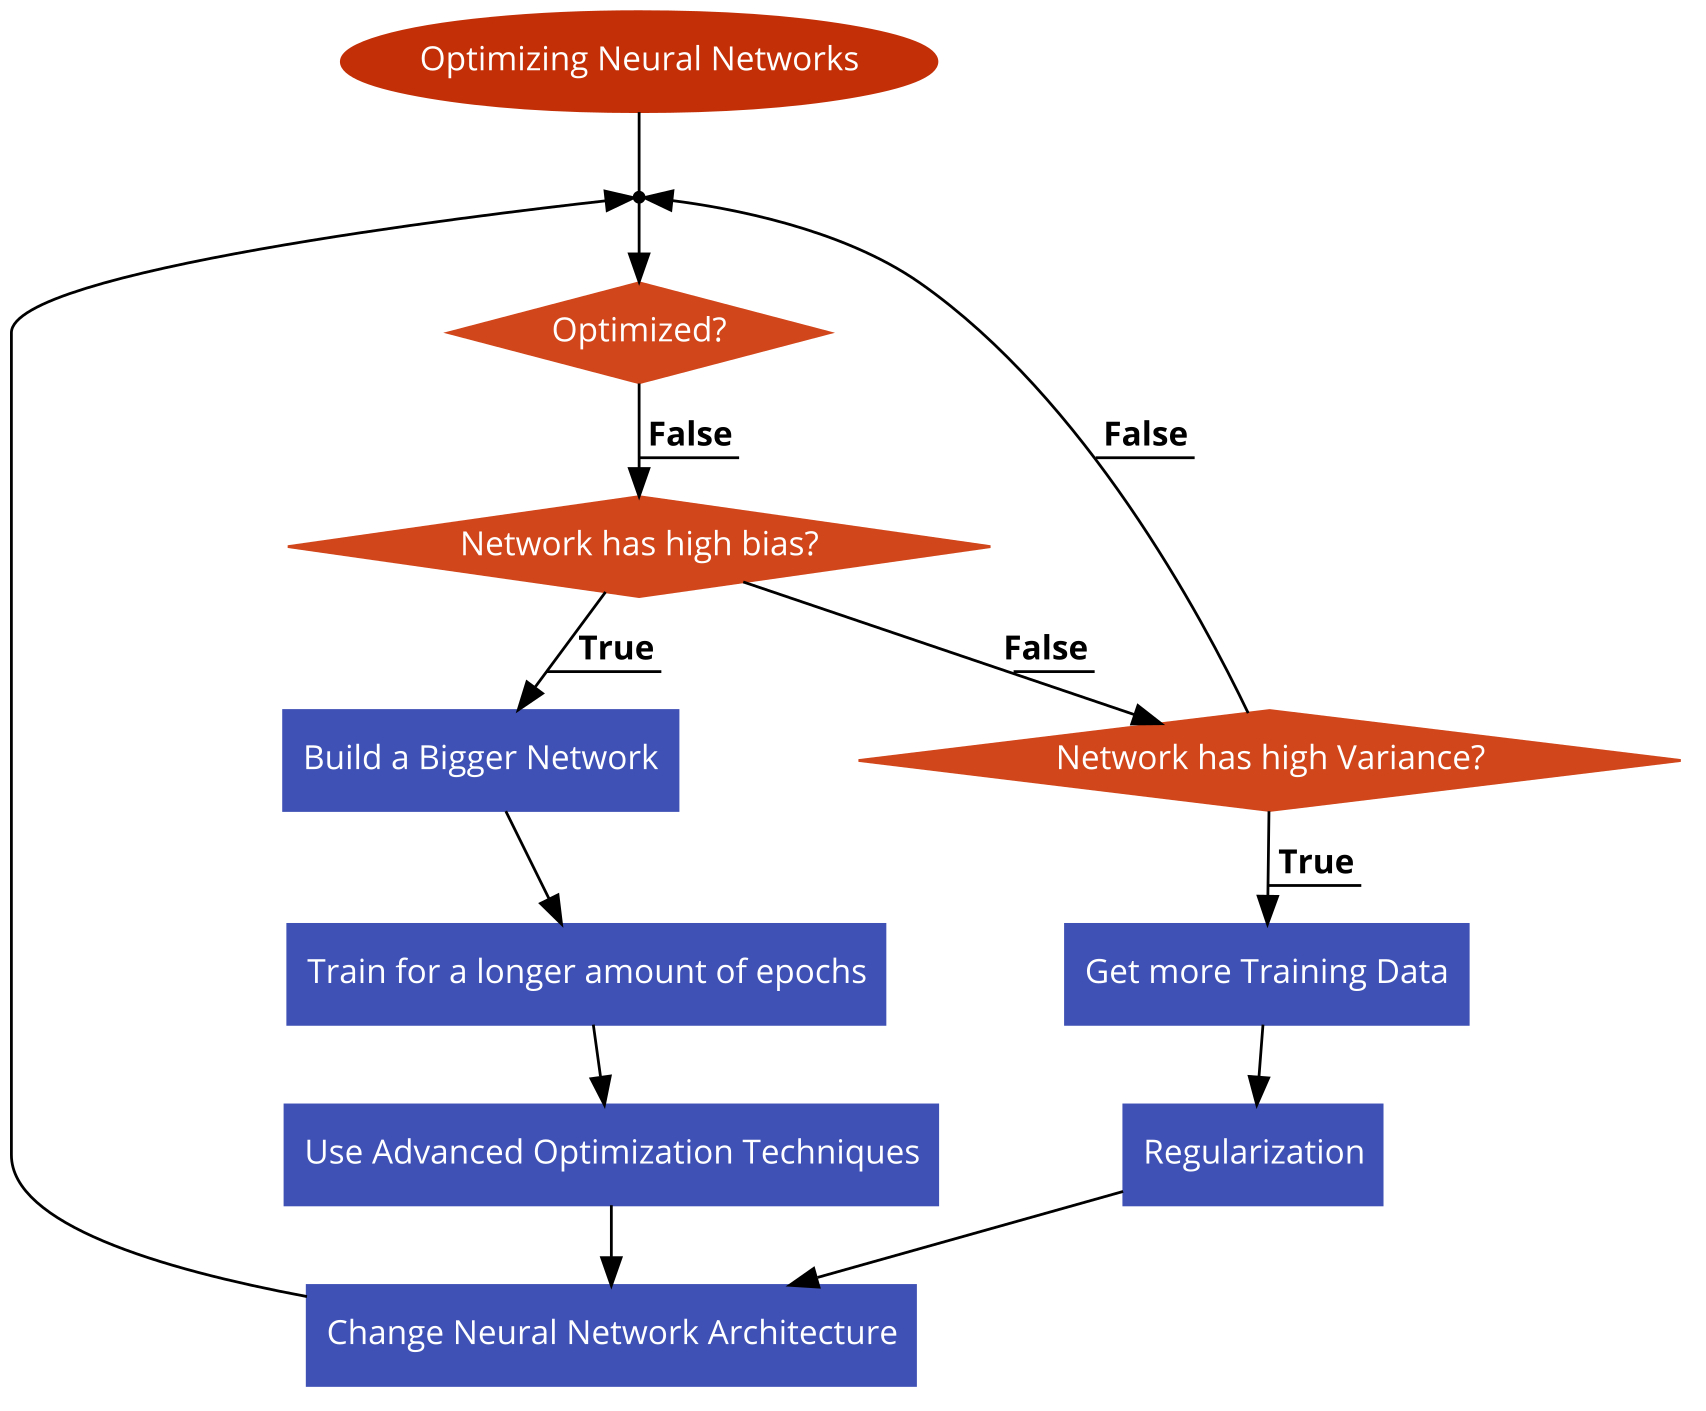 Optimizing Neural Networks
Optimized?
False
False
Network has high bias?
True
False
Build a Bigger Network
Network has high Variance?
True
Train for a longer amount of epochs
Get more Training Data
Use Advanced Optimization Techniques
Regularization
Change Neural Network Architecture